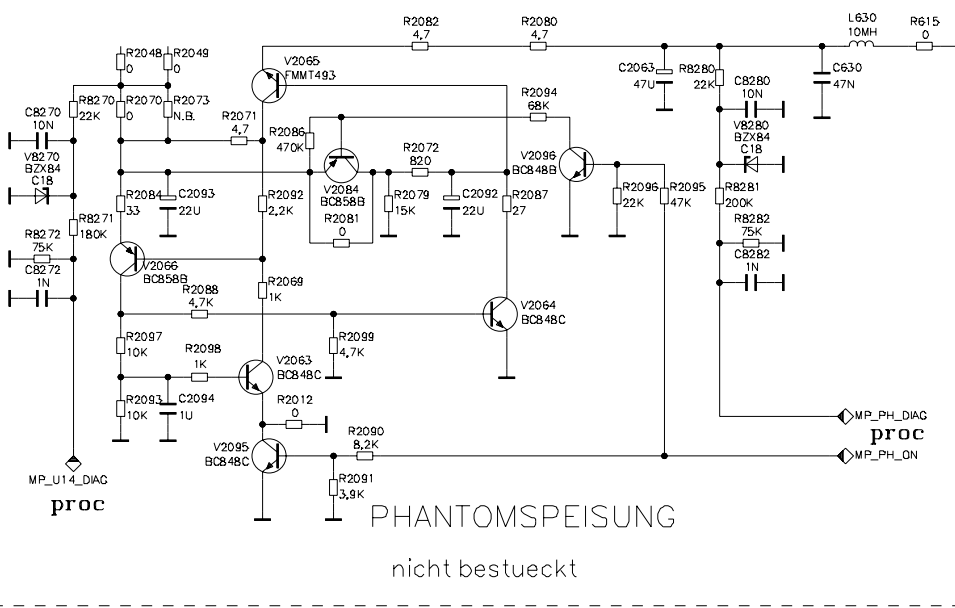 R2082
4,7
R2080
4,7
L630
10MH
R615
0
R2048
0
R2049
0
V2065
FMMT493
C2063
47U
R8280
22K
C8280
10N
C630
47N
R8270
22K
R2070
0
R2073
N.B.
C8270
10N
R2071
4,7
R2086
470K
R2094
68K
V8280
BZX84
C18
V8270
BZX84
C18
R2072
820
V2096
BC848B
V2084
BC858B
R2084
33
C2093
22U
R2092
2,2K
R2079
15K
C2092
22U
R2087
27
R2096
22K
R2095
47K
R8281
200K
R2081
0
R8271
180K
R8272
75K
R8282
75K
C8272
1N
C8282
1N
V2066
BC858B
R2088
4,7K
R2069
1K
V2064
BC848C
R2097
10K
R2098
1K
R2099
4,7K
V2063
BC848C
R2093
10K
C2094
1U
R2012
0
MP_PH_DIAG
proc
V2095
BC848C
R2090
8,2K
MP_PH_ON
MP_U14_DIAG
proc
R2091
3,9K
PHANTOMSPEISUNG
nicht bestueckt